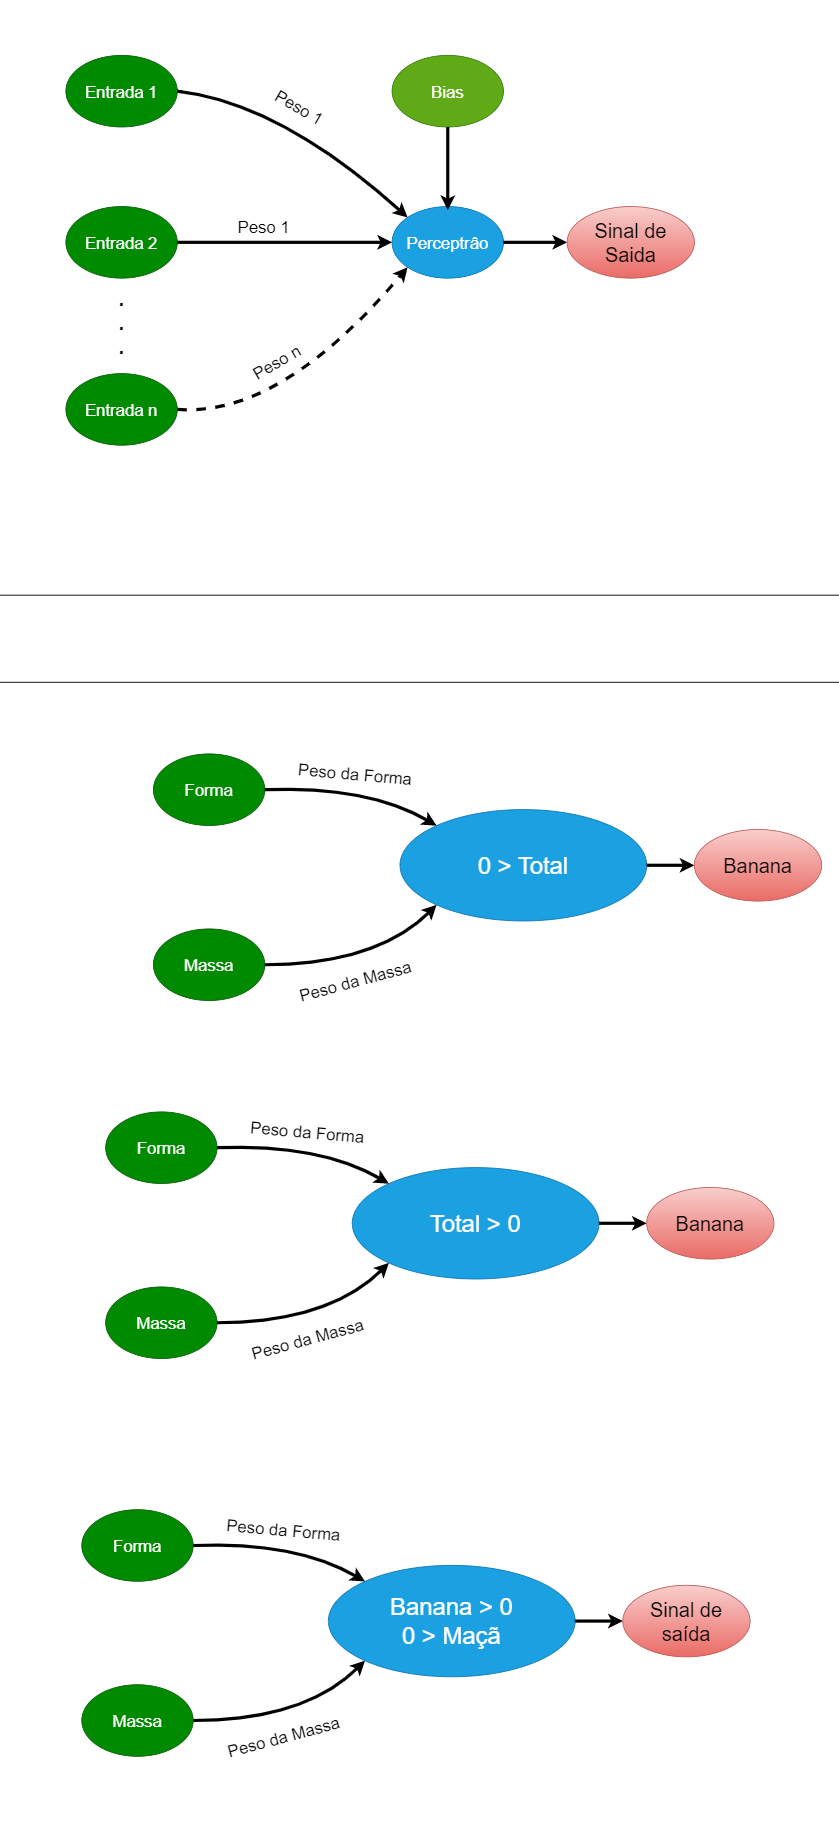 Entrada 1
Peso 1
Bias
Entrada 2
Peso 1
Perceptrâo
Sinal de
Saida
.
.
.
Peso n
Entrada n
Forma
Peso da Forma
0 > Total
Banana
Massa
Peso da Massa
Forma
Peso da Forma
Total > 0
Banana
Massa
Peso da Massa
Forma
Peso da Forma
Banana > 0
0 > Maçã
Sinal de
saída
Massa
Peso da Massa